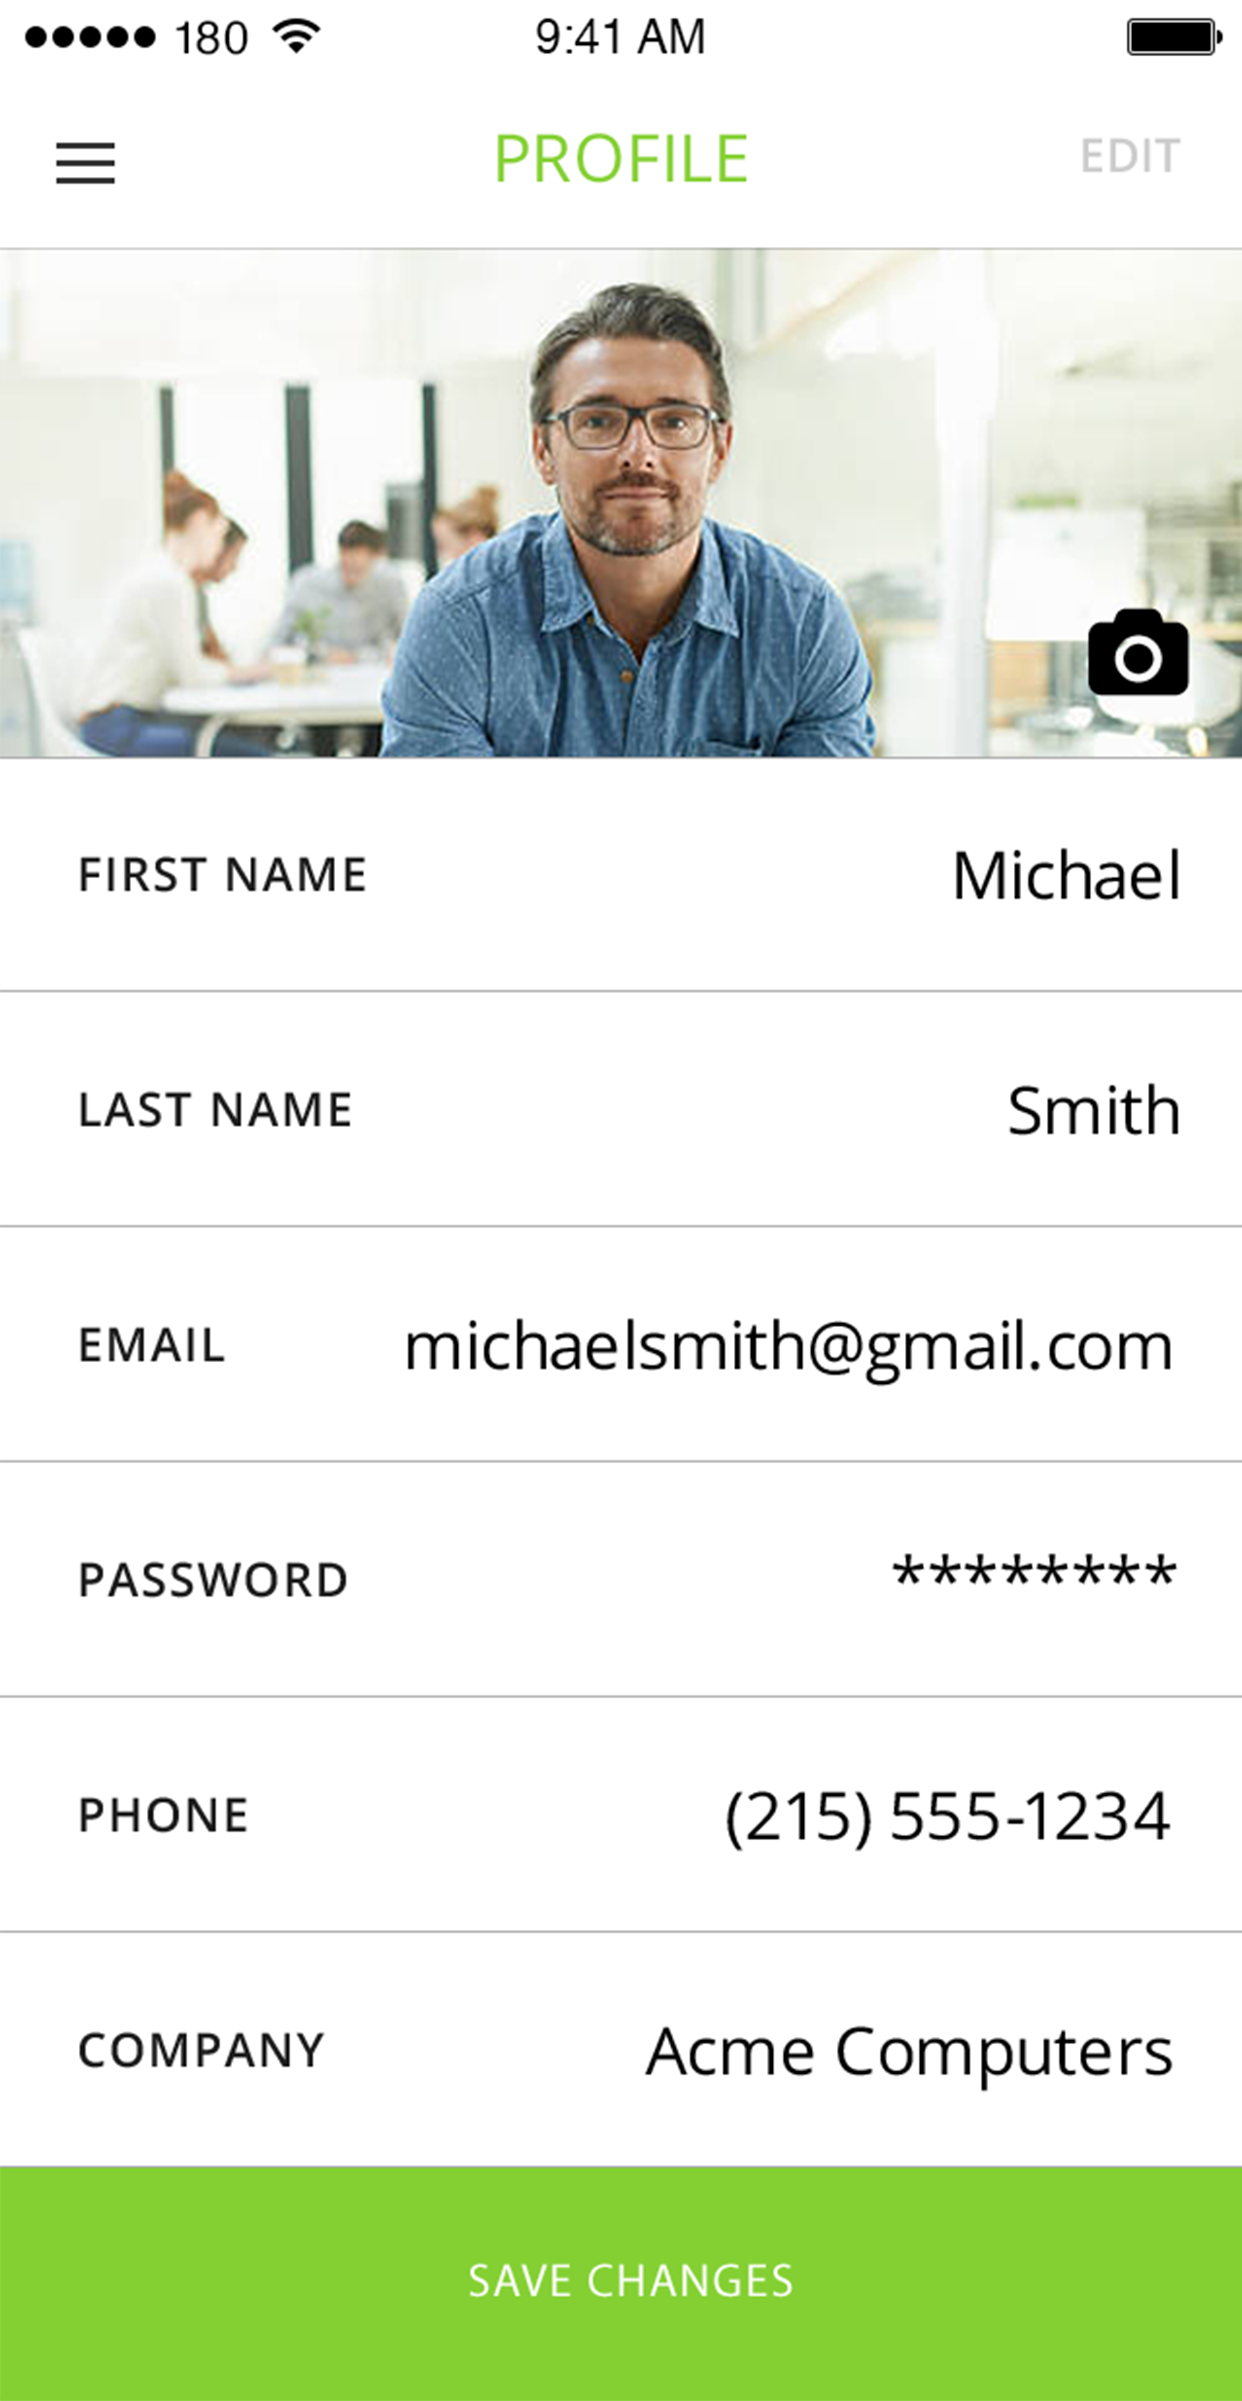 180 9:41 AM
PROFILE EDIT
FIRST NAME Michael
LAST NAME Smith
EMAIL michaelsmith@gmail.com
PASSWORD ********
PHONE (215) 555-1234
COMPANY Acme Computers
SAVE CHANGES